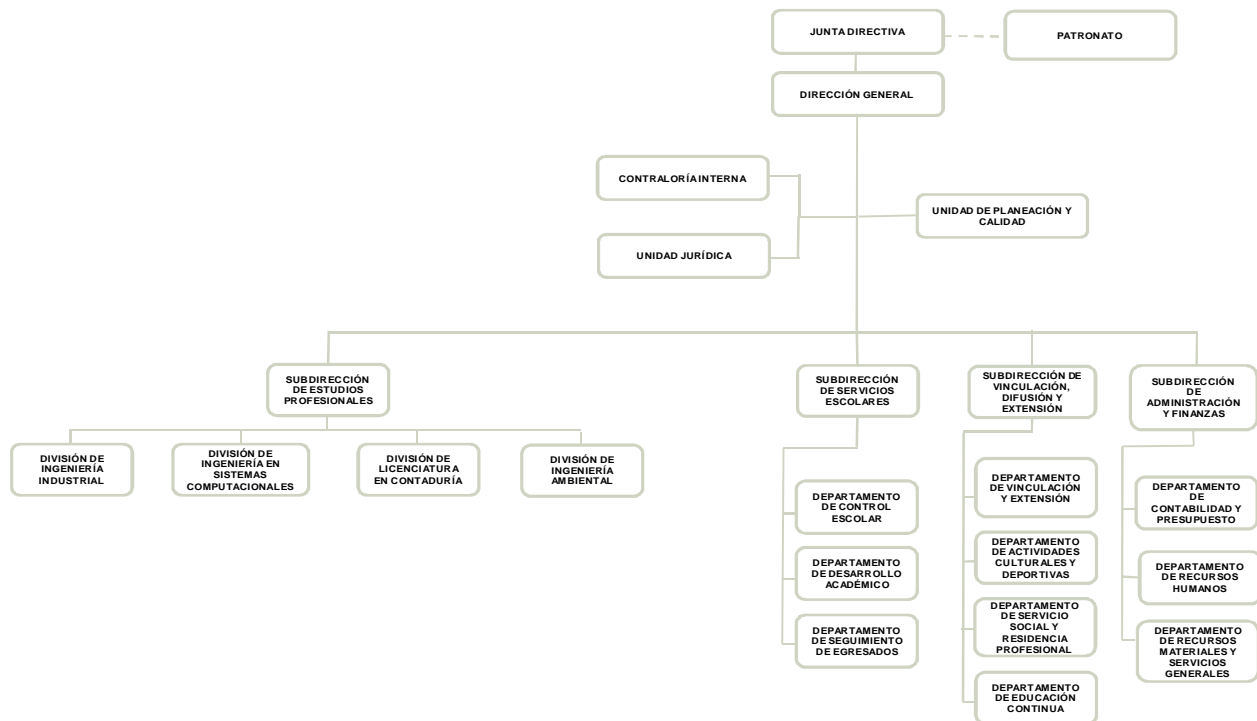 JUNTA DIRECTIVA
PATRONATO
DIRECCIÓN GENERAL
CONTRALORÍA INTERNA
UNIDAD DE PLANEACIÓN Y
CALIDAD
UNIDAD JURÍDICA
SUBDIRECCIÓN
DE ESTUDIOS
PROFESIONALES
SUBDIRECCIÓN
DE SERVICIOS
ESCOLARES
SUBDIRECCIÓN DE
VINCULACIÓN,
DIFUSIÓN Y
EXTENSIÓN
SUBDIRECCIÓN
DE
ADMINISTRACIÓN
Y FINANZAS
DIVISIÓN DE
INGENIERÍA
INDUSTRIAL
DIVISIÓN DE
INGENIERÍA EN
SISTEMAS
COMPUTACIONALES
DIVISIÓN DE
LICENCIATURA
EN CONTADURÍA
DIVISIÓN DE
INGENIERÍA
AMBIENTAL
DEPARTAMENTO
DE CONTROL
ESCOLAR
DEPARTAMENTO
DE DESARROLLO
ACADÉMICO
DEPARTAMENTO
DE SEGUIMIENTO
DE EGRESADOS
DEPARTAMENTO
DE VINCULACIÓN
Y EXTENSIÓN
DEPARTAMENTO
DE ACTIVIDADES
CULTURALES Y
DEPORTIVAS
DEPARTAMENTO
DE SERVICIO
SOCIAL Y
RESIDENCIA
PROFESIONAL
DEPARTAMENTO
DE EDUCACIÓN
CONTINUA
DEPARTAMENTO
DE
CONTABILIDAD Y
PRESUPUESTO
DEPARTAMENTO
DE RECURSOS
HUMANOS
DEPARTAMENTO
DE RECURSOS
MATERIALES Y
SERVICIOS
GENERALES